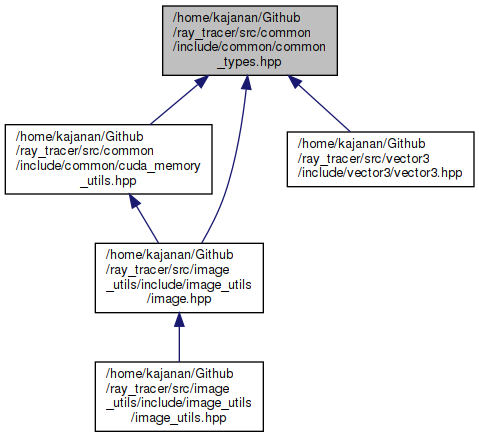 /home/kajanan/Github
/ray_tracer/src/common
/include/common/common
_types.hpp
/home/kajanan/Github
/ray_tracer/src/common
/include/common/cuda_memory
_utils.hpp
/home/kajanan/Github
/ray_tracer/src/vector3
/include/vector3/vector3.hpp
/home/kajanan/Github
/ray_tracer/src/image
_utils/include/image_utils
/image.hpp
/home/kajanan/Github
/ray_tracer/src/image
_utils/include/image_utils
/image_utils.hpp